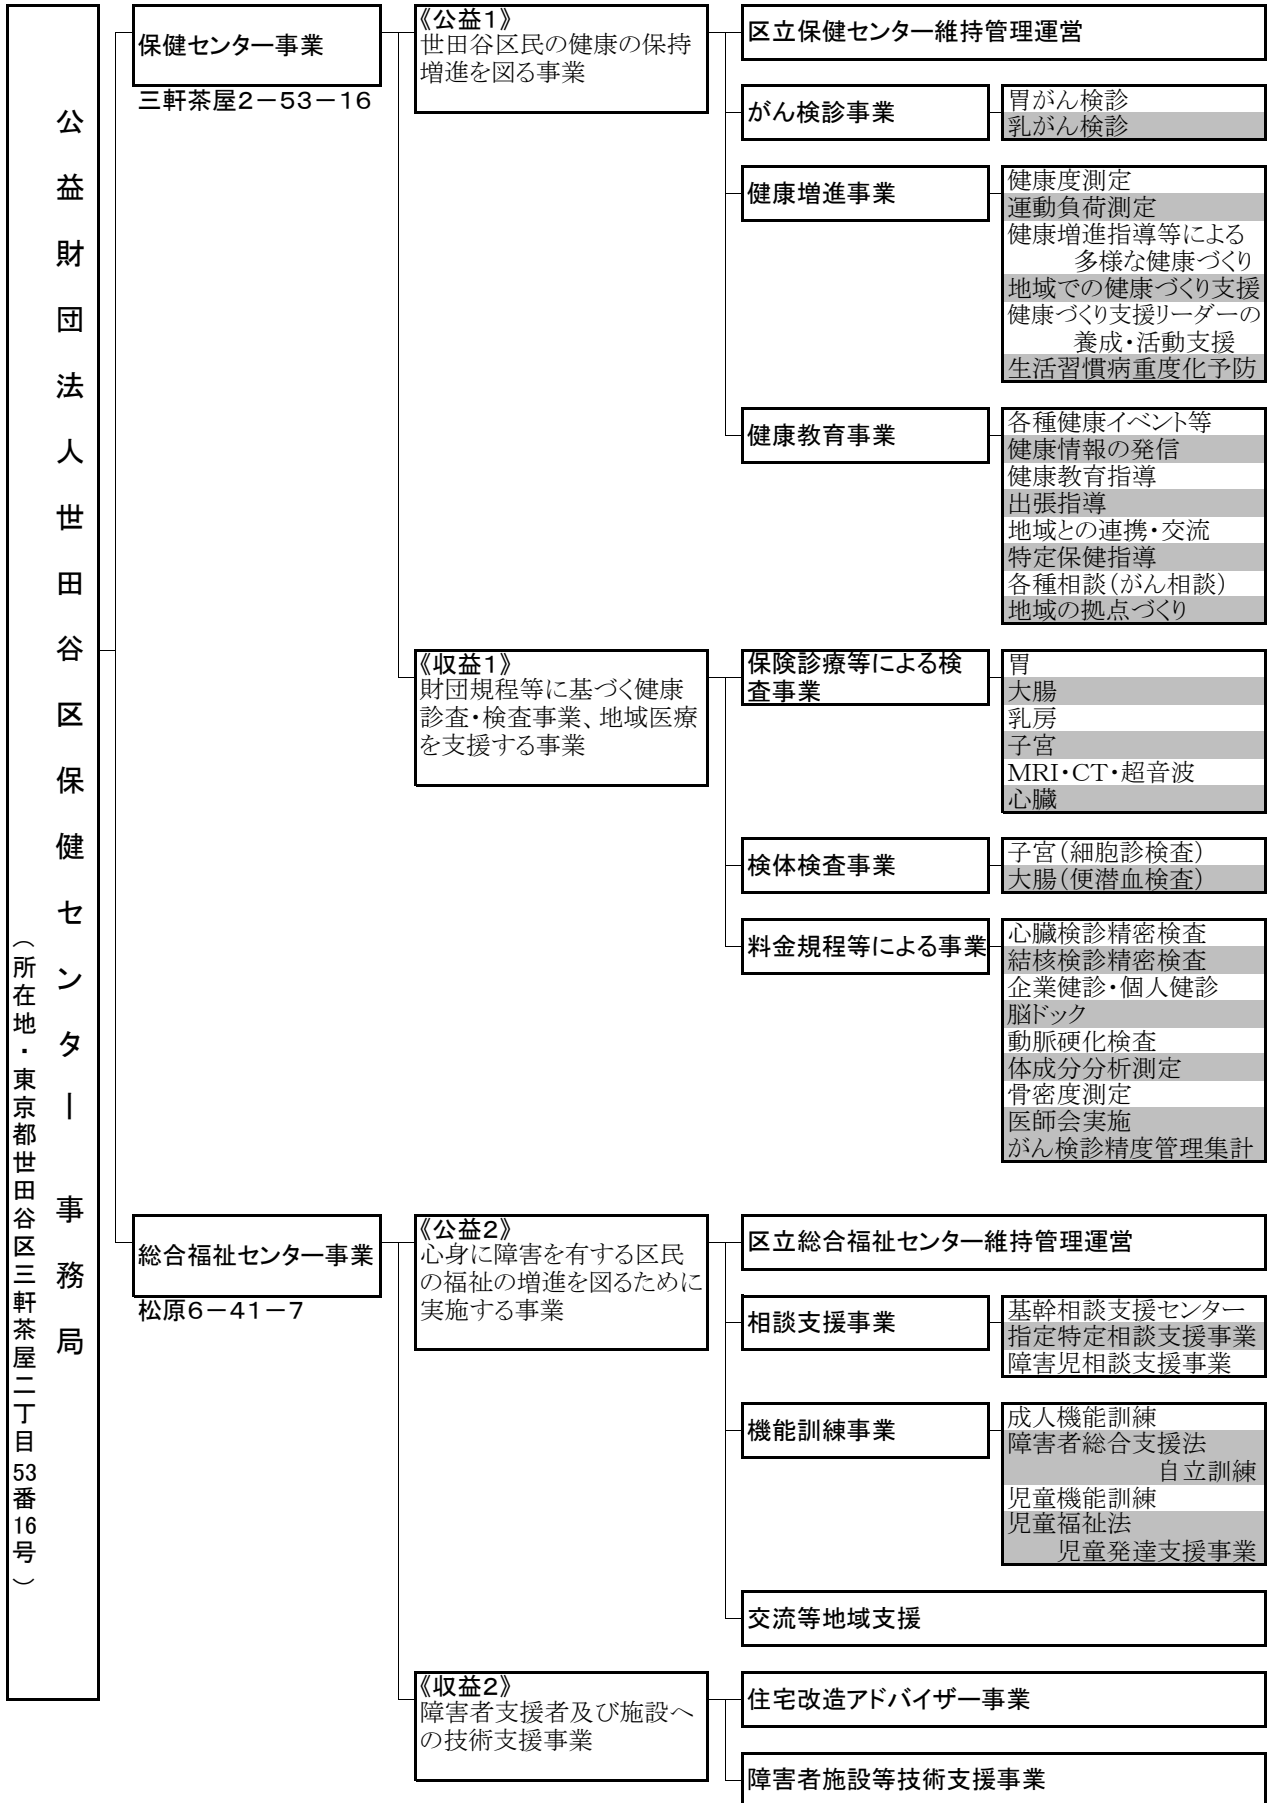 公益財団法人世田谷区保健センター 事務局
（所在地・東京都世田谷区三軒茶屋二丁目53番16号）
保健センター事業
三軒茶屋2－53－16
《公益1》
世田谷区民の健康の保持
増進を図る事業
区立保健センター維持管理運営
がん検診事業
胃がん検診
乳がん検診
健康増進事業
健康度測定
運動負荷測定
健康増進指導等による
多様な健康づくり
地域での健康づくり支援
健康づくり支援リーダーの
養成・活動支援
生活習慣病重度化予防
健康教育事業
各種健康イベント等
健康情報の発信
健康教育指導
出張指導
地域との連携・交流
特定保健指導
各種相談（がん相談）
地域の拠点づくり
《収益1》
財団規程等に基づく健康
診査・検査事業、地域医療
を支援する事業
保険診療等による検
査事業
胃
大腸
乳房
子宮
MRI・CT・超音波
心臓
検体検査事業
子宮（細胞診検査）
大腸（便潜血検査）
料金規程等による事業
心臓検診精密検査
結核検診精密検査
企業健診・個人健診
脳ドック
動脈硬化検査
体成分分析測定
骨密度測定
医師会実施
がん検診精度管理集計
総合福祉センター事業
松原6－41－7
《公益2》
心身に障害を有する区民
の福祉の増進を図るために
実施する事業
区立総合福祉センター維持管理運営
相談支援事業
基幹相談支援センター
指定特定相談支援事業
障害児相談支援事業
機能訓練事業
成人機能訓練
障害者総合支援法
自立訓練
児童機能訓練
児童福祉法
児童発達支援事業
交流等地域支援
《収益2》
障害者支援者及び施設へ
の技術支援事業
住宅改造アドバイザー事業
障害者施設等技術支援事業